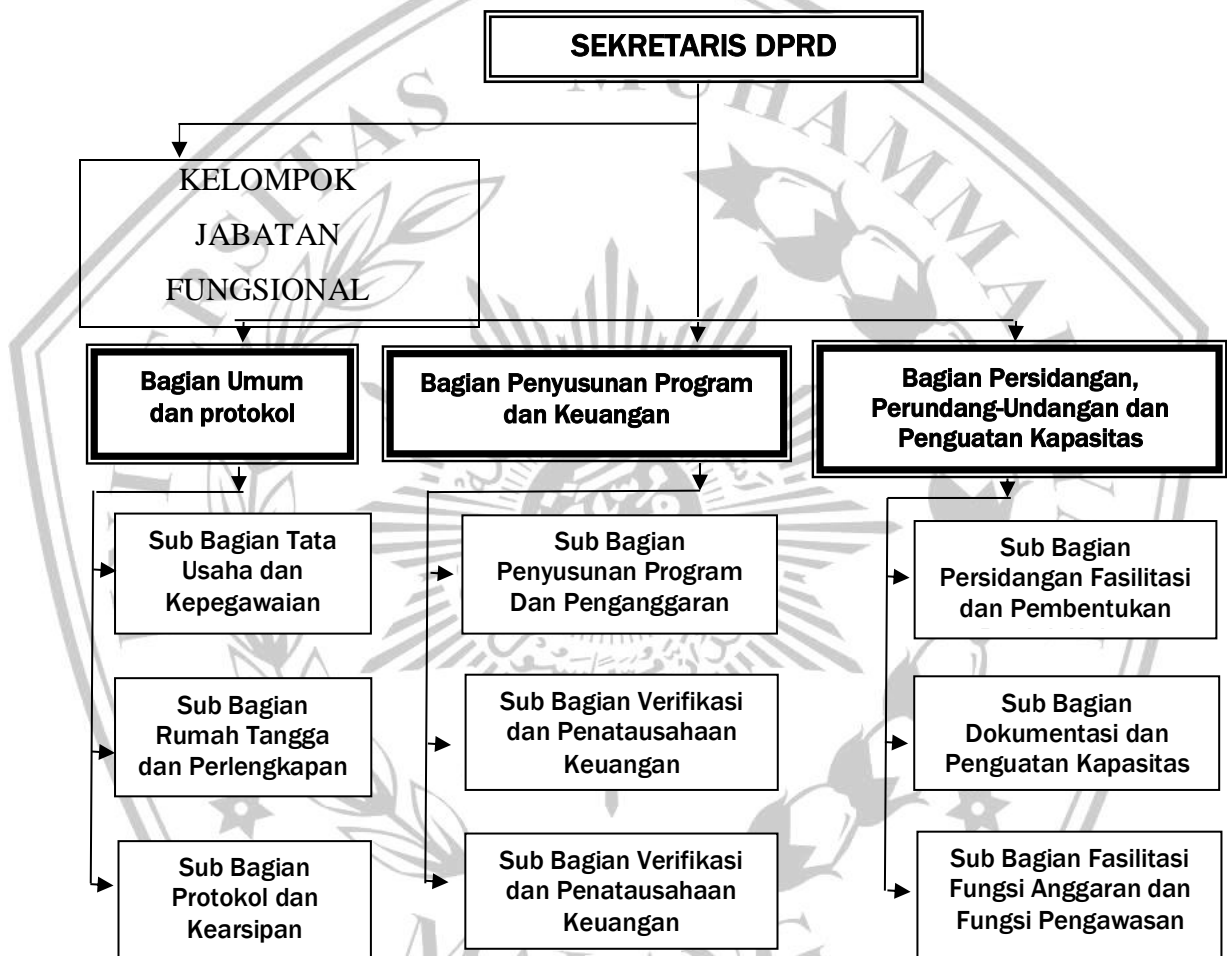 SEKRETARIS DPRD
KELOMPOK
JABATAN
FUNGSIONAL
Bagian Umum
dan protokol
Bagian Penyusunan Program
dan Keuangan
Bagian Persidangan,
Perundang-Undangan dan
Penguatan Kapasitas
Sub Bagian Tata
Usaha dan
Kepegawaian
Sub Bagian
Penyusunan Program
Dan Penganggaran
Sub Bagian
Persidangan Fasilitasi
dan Pembentukan
Sub Bagian
Rumah Tangga
dan Perlengkapan
Sub Bagian Verifikasi
dan Penatausahaan
Keuangan
Sub Bagian
Dokumentasi dan
Penguatan Kapasitas
Sub Bagian
Protokol dan
Kearsipan
Sub Bagian Verifikasi
dan Penatausahaan
Keuangan
Sub Bagian Fasilitasi
Fungsi Anggaran dan
Fungsi Pengawasan